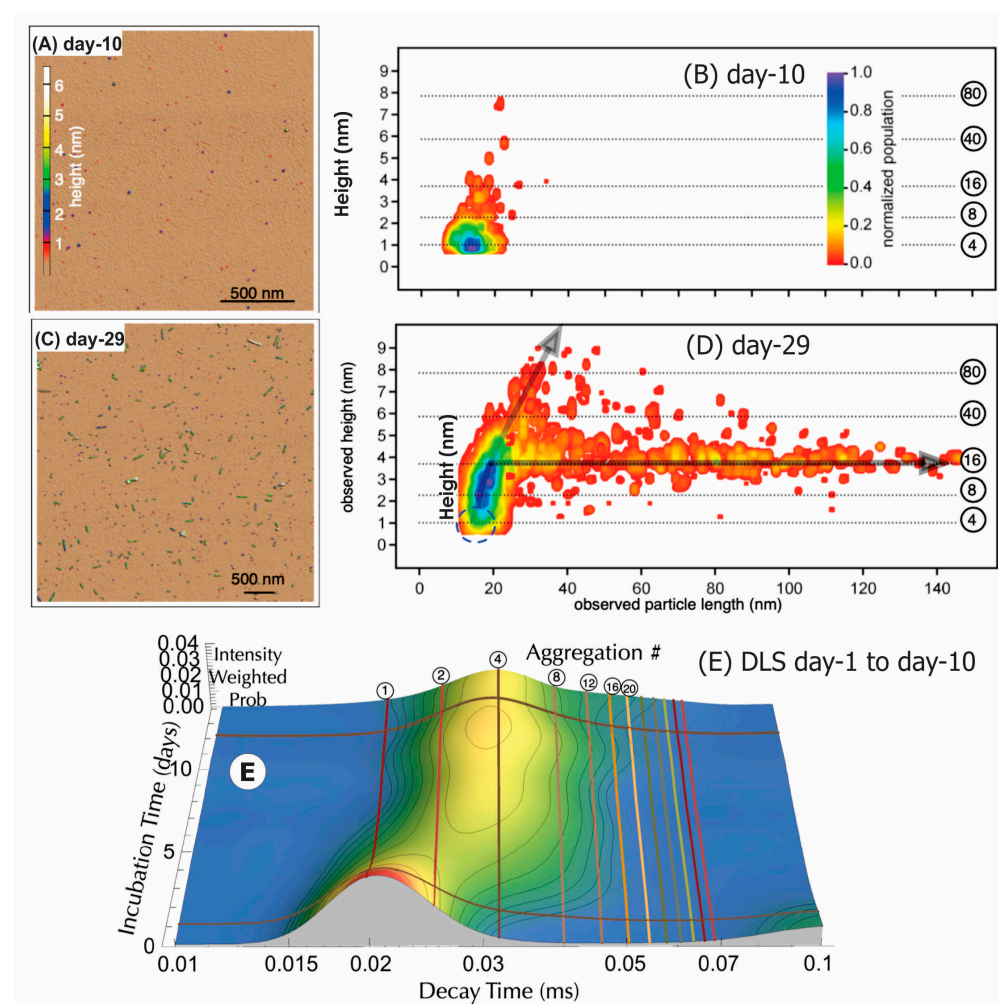 (A) day-10
6
5
4
3
2
1
height (nm)
500 nm
(B) day-10
Height (nm)
9
8
7
6
5
4
3
2
1
0
1.0
0.8
0.6
0.4
0.2
0.0
normalized population
80
40
16
8
4
(C) day-29
500 nm
(D) day-29
observed height (nm)
Height (nm)
9
8
7
6
5
4
3
2
1
0
80
40
16
8
4
0 20 40 60 80 100 120 140
observed particle length (nm)
(E) DLS day-1 to day-10
0.04
0.03
0.02
0.01
0.00
Intensity
Weighted
Prob
Aggregation #
1 2 4 8 12 16 20
E
Incubation Time (days)
10
5
0
0.01 0.015 0.02 0.03 0.05 0.07 0.1
Decay Time (ms)